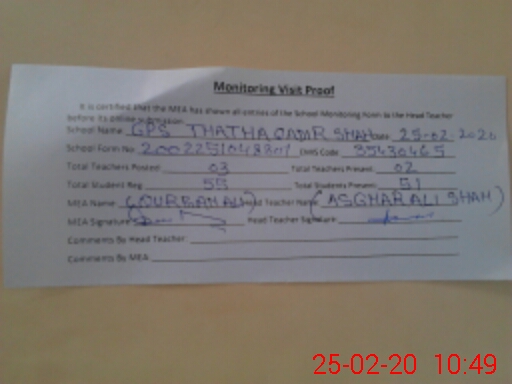 Monitoring Visit Proof
It is certified that the MEA has shown all entries of the School Monitoring Form to the Head Teacher
before its online submission.
School Name: GPS THATHA QADIR SHAH Date: 25-02-2020
School Form No: EMIS Code:
Total Teachers Posted: 03 Total Teachers Present: 02
Total Student Reg: 55 Total Students Present: 51
MEA Name: Head Teacher Name (ASGHAR ALI SHAH)
MEA Signature: Head Teacher Signature:
Comments By Head Teacher:
Comments By MEA
25-02-20 10:49